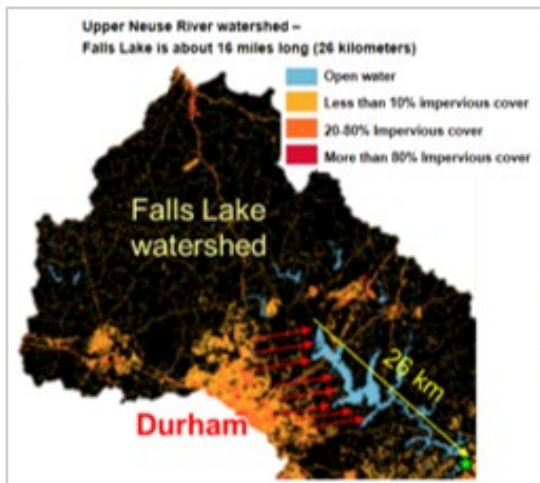 Upper Neuse River watershed –
Falls Lake is about 16 miles long (26 kilometers)
Open water
Less than 10% impervious cover
20-80% Impervious cover
More than 80% Impervious cover
Falls Lake
watershed
26 km
Durham